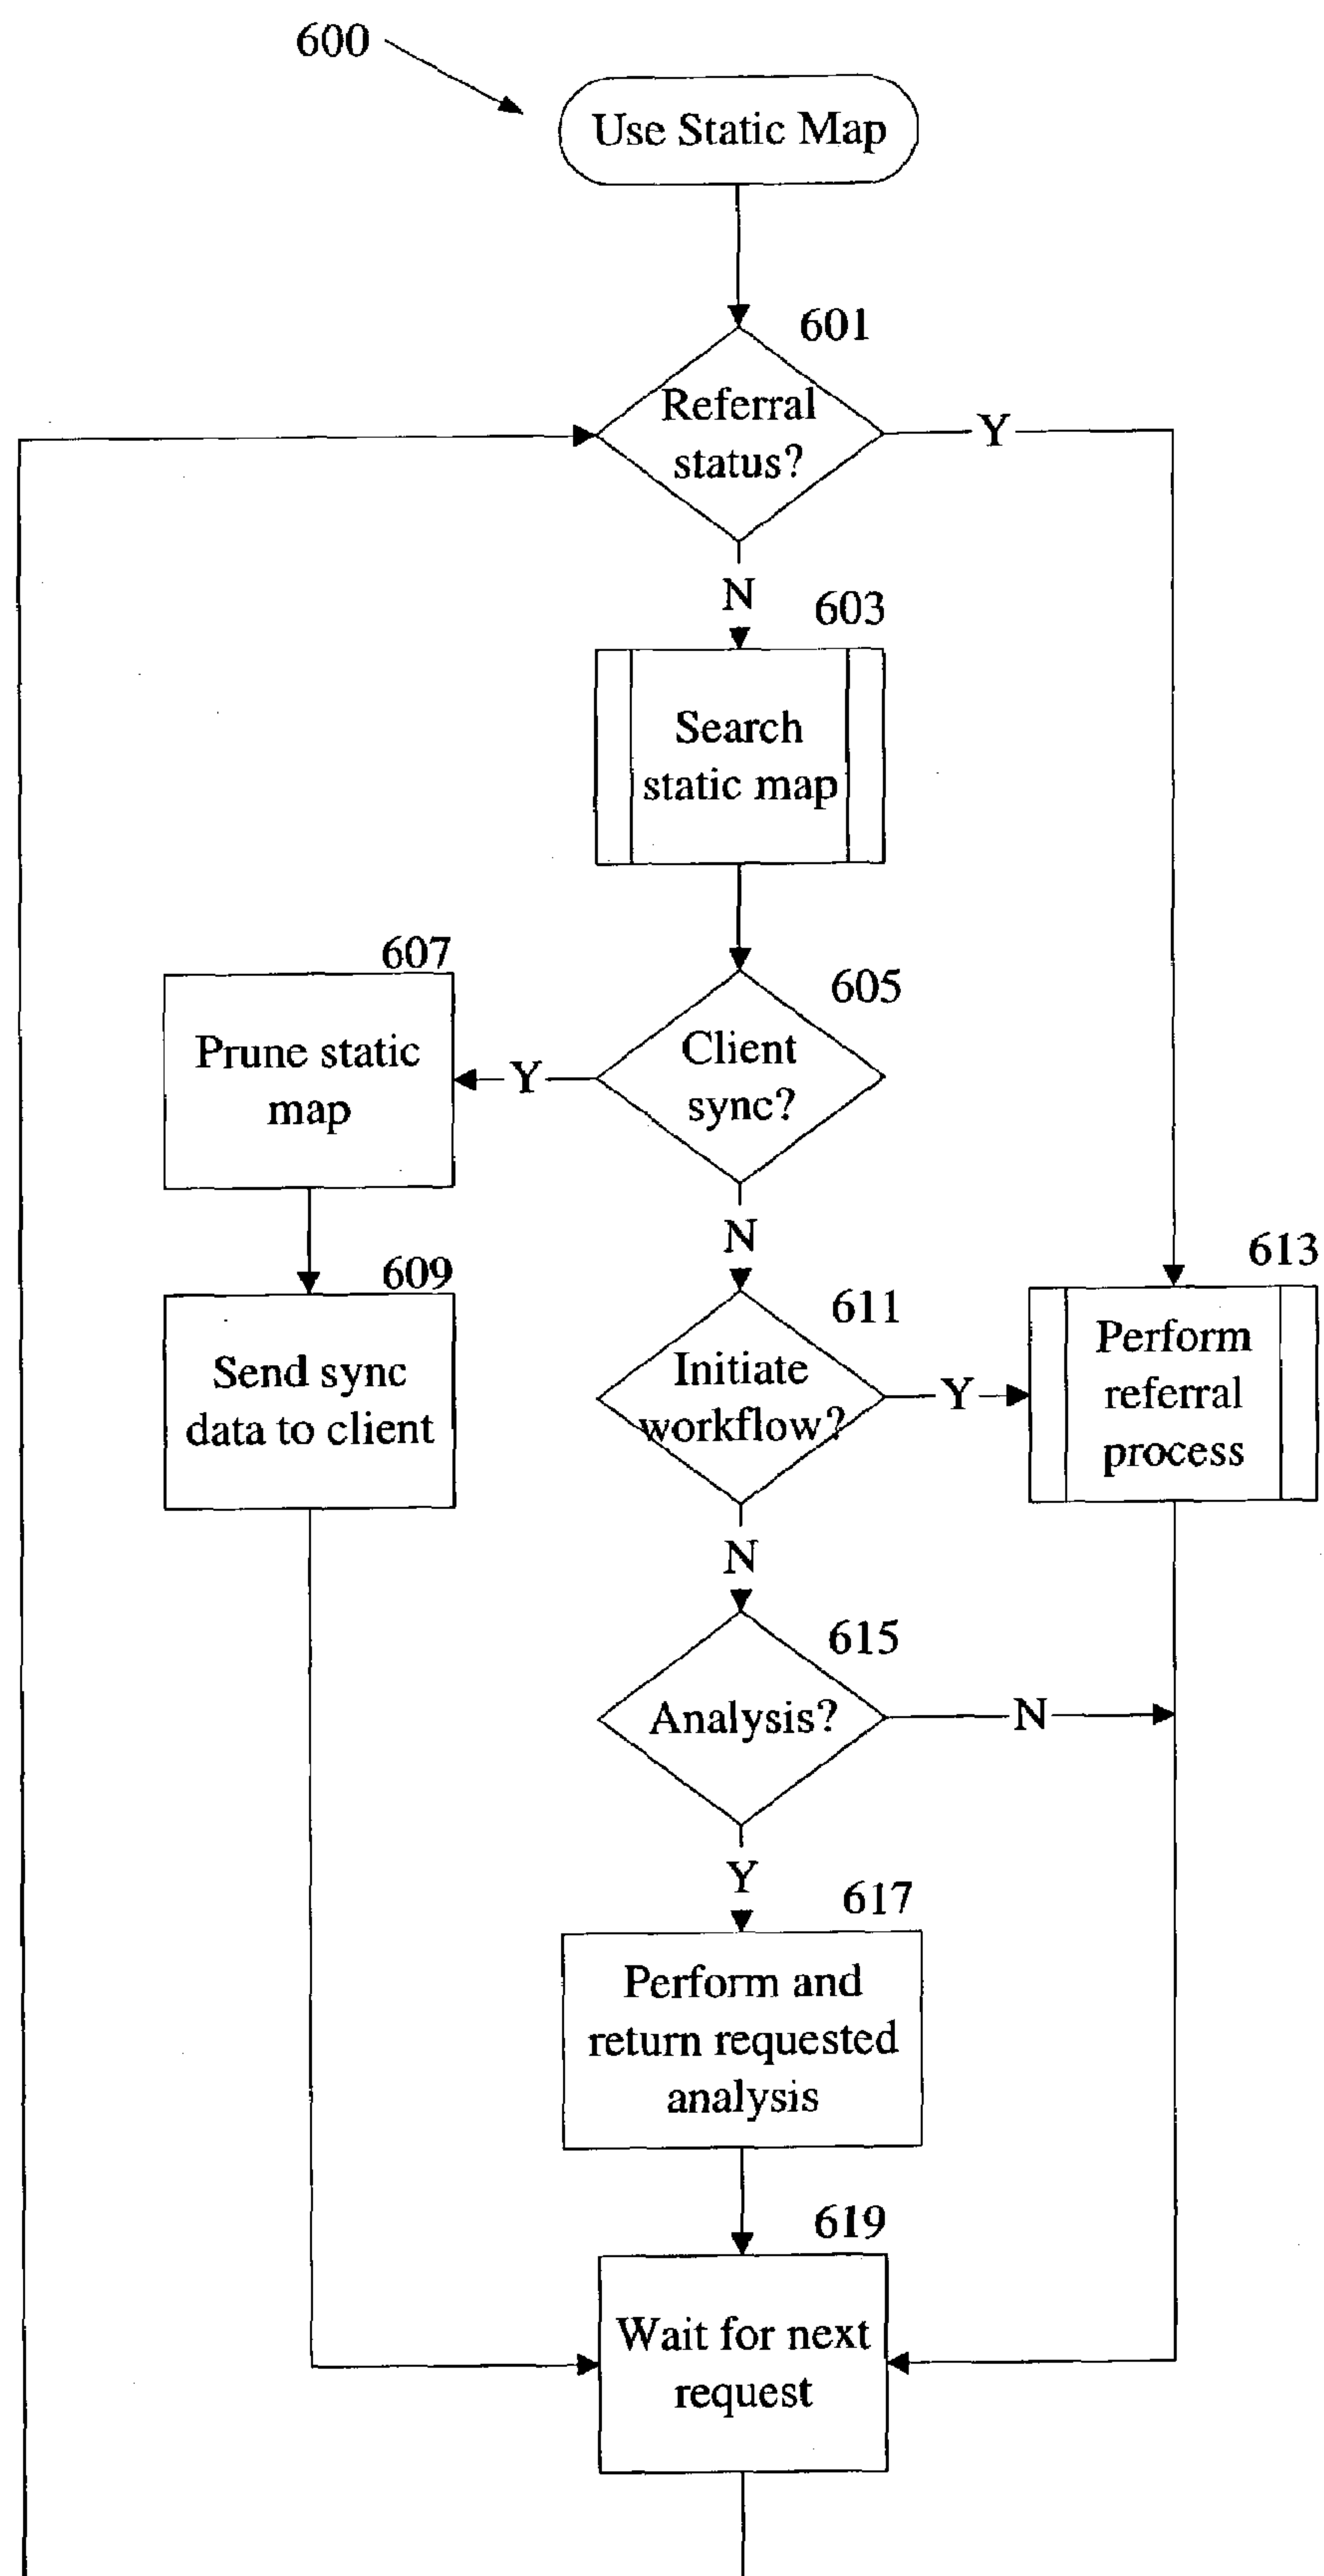 600
Use Static Map
601
Referral
status?
Y
N
603
Search
static map
607
605
Prune static
map
Y
Client
sync?
N
609
611
613
Send sync
data to client
Initiate
workflow?
Y
Perform
referral
process
N
615
Analysis?
N
Y
617
Perform and
return requested
analysis
619
Wait for next
request